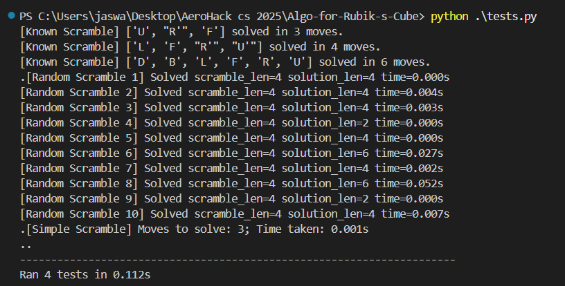 PS C:\Users\jaswa\Desktop\AeroHack cs 2025\Algo-for-Rubik-s-Cube> python .\tests.py
[Known Scramble] ['U', "R'", 'F'] solved in 3 moves.
[Known Scramble] ['L', 'F', "R'", "U'"] solved in 4 moves.
[Known Scramble] ['D', 'B', 'L', 'F', 'R', 'U'] solved in 6 moves.
.[Random Scramble 1] Solved scramble_len=4 solution_len=4 time=0.000s
[Random Scramble 2] Solved scramble_len=4 solution_len=4 time=0.004s
[Random Scramble 3] Solved scramble_len=4 solution_len=4 time=0.003s
[Random Scramble 4] Solved scramble_len=4 solution_len=2 time=0.000s
[Random Scramble 5] Solved scramble_len=4 solution_len=4 time=0.000s
[Random Scramble 6] Solved scramble_len=4 solution_len=6 time=0.027s
[Random Scramble 7] Solved scramble_len=4 solution_len=4 time=0.002s
[Random Scramble 8] Solved scramble_len=4 solution_len=6 time=0.052s
[Random Scramble 9] Solved scramble_len=4 solution_len=2 time=0.000s
[Random Scramble 10] Solved scramble_len=4 solution_len=4 time=0.007s
.[Simple Scramble] Moves to solve: 3; Time taken: 0.001s
..
----------------------------------------------------------------------
Ran 4 tests in 0.112s